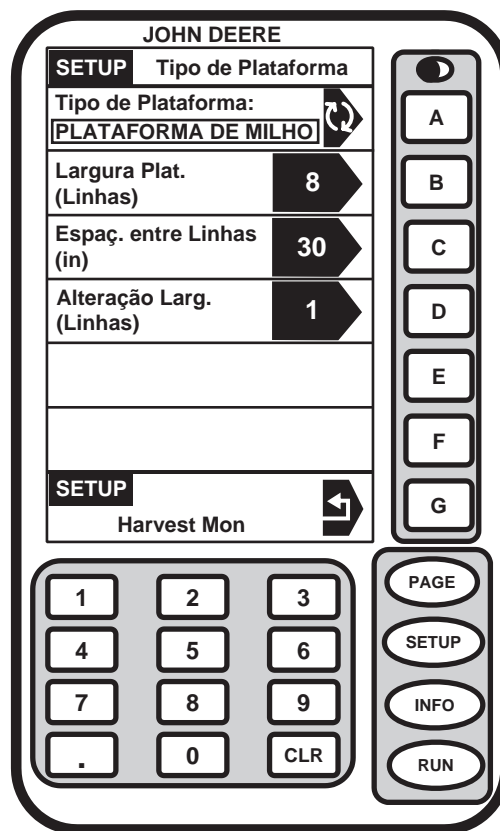 JOHN DEERE
SETUP Tipo de Plataforma
Tipo de Plataforma:
PLATAFORMA DE MILHO
A
Largura Plat.
(Linhas)
8
B
Espaç. entre Linhas
(in)
30
C
Alteração Larg.
(Linhas)
1
D
E
F
SETUP
Harvest Mon
G
1 2 3
4 5 6
7 8 9
. 0 CLR
PAGE
SETUP
INFO
RUN